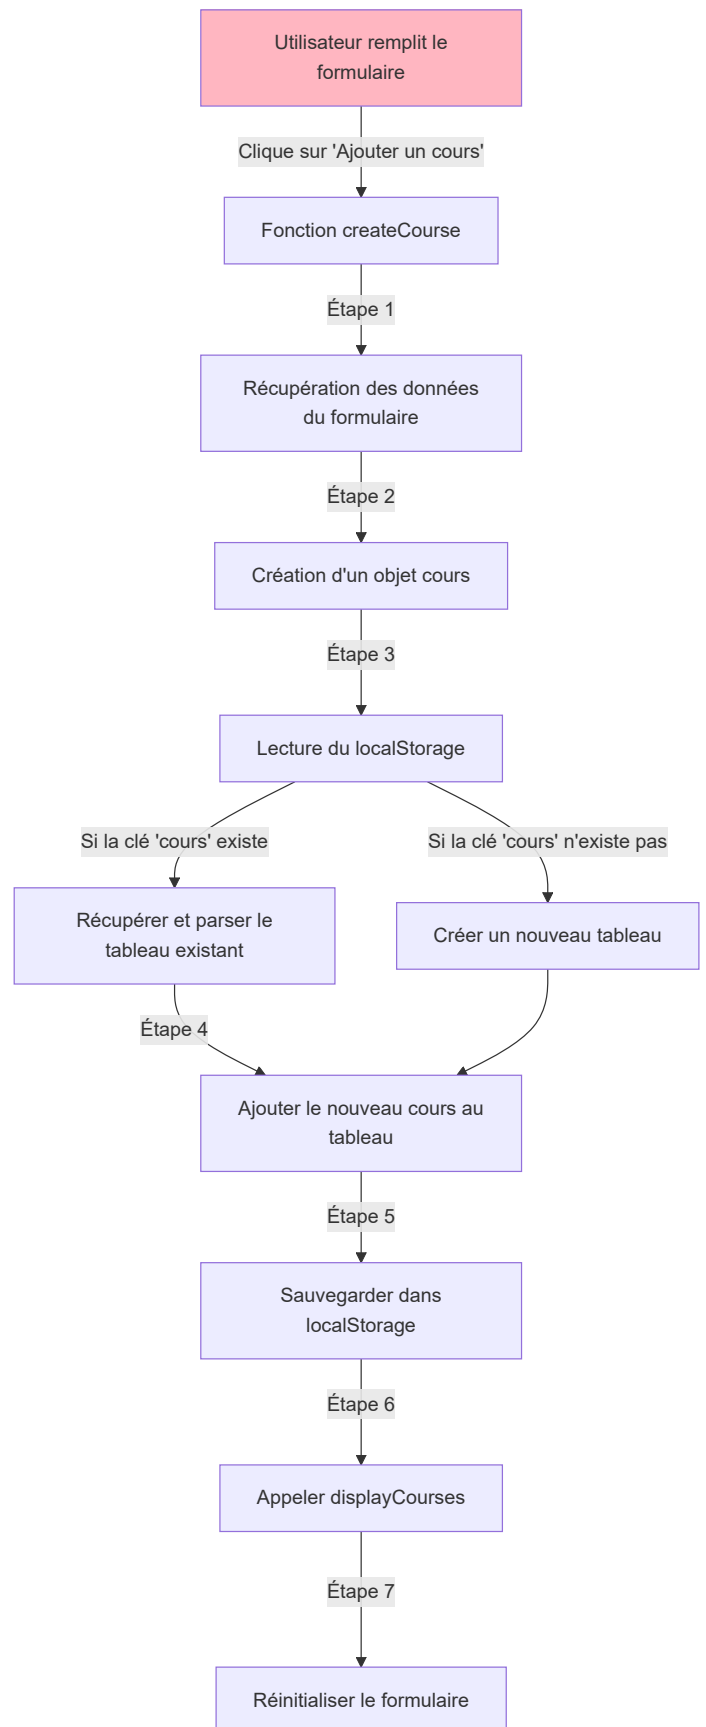 Utilisateur remplit le
formulaire
Clique sur 'Ajouter un cours'
Fonction createCourse
Étape 1
Récupération des données
du formulaire
Étape 2
Création d'un objet cours
Étape 3
Lecture du localStorage
Si la clé 'cours' existe
Si la clé 'cours' n'existe pas
Récupérer et parser le
tableau existant
Créer un nouveau tableau
Étape 4
Ajouter le nouveau cours au
tableau
Étape 5
Sauvegarder dans
localStorage
Étape 6
Appeler displayCourses
Étape 7
Réinitialiser le formulaire